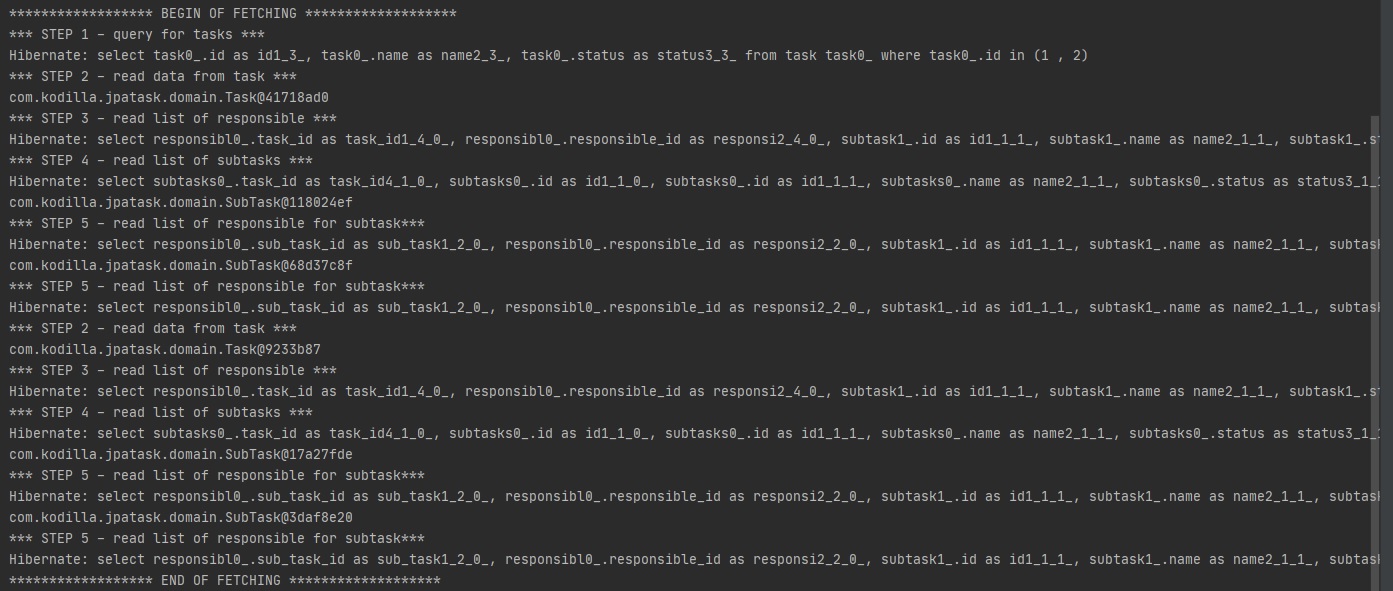 ****************** BEGIN OF FETCHING *******************
*** STEP 1 – query for tasks ***
Hibernate: select task0_.id as id1_3_, task0_.name as name2_3_, task0_.status as status3_3_ from task task0_ where task0_.id in (1 , 2)
*** STEP 2 – read data from task ***
com.kodilla.jpatask.domain.Task@41718ad0
*** STEP 3 – read list of responsible ***
Hibernate: select responsibl0_.task_id as task_id1_4_0_, responsibl0_.responsible_id as responsi2_4_0_, subtask1_.id as id1_1_1_, subtask1_.name as name2_1_1_, subtask1_.st
*** STEP 4 – read list of subtasks ***
Hibernate: select subtasks0_.task_id as task_id4_1_0_, subtasks0_.id as id1_1_0_, subtasks0_.id as id1_1_1_, subtasks0_.name as name2_1_1_, subtasks0_.status as status3_1_1
com.kodilla.jpatask.domain.SubTask@118024ef
*** STEP 5 – read list of responsible for subtask***
Hibernate: select responsibl0_.sub_task_id as sub_task1_2_0_, responsibl0_.responsible_id as responsi2_2_0_, subtask1_.id as id1_1_1_, subtask1_.name as name2_1_1_, subtask
com.kodilla.jpatask.domain.SubTask@68d37c8f
*** STEP 5 – read list of responsible for subtask***
Hibernate: select responsibl0_.sub_task_id as sub_task1_2_0_, responsibl0_.responsible_id as responsi2_2_0_, subtask1_.id as id1_1_1_, subtask1_.name as name2_1_1_, subtask
*** STEP 2 – read data from task ***
com.kodilla.jpatask.domain.Task@9233b87
*** STEP 3 – read list of responsible ***
Hibernate: select responsibl0_.task_id as task_id1_4_0_, responsibl0_.responsible_id as responsi2_4_0_, subtask1_.id as id1_1_1_, subtask1_.name as name2_1_1_, subtask1_.st
*** STEP 4 – read list of subtasks ***
Hibernate: select subtasks0_.task_id as task_id4_1_0_, subtasks0_.id as id1_1_0_, subtasks0_.id as id1_1_1_, subtasks0_.name as name2_1_1_, subtasks0_.status as status3_1_1
com.kodilla.jpatask.domain.SubTask@17a27fde
*** STEP 5 – read list of responsible for subtask***
Hibernate: select responsibl0_.sub_task_id as sub_task1_2_0_, responsibl0_.responsible_id as responsi2_2_0_, subtask1_.id as id1_1_1_, subtask1_.name as name2_1_1_, subtask
com.kodilla.jpatask.domain.SubTask@3daf8e20
*** STEP 5 – read list of responsible for subtask***
Hibernate: select responsibl0_.sub_task_id as sub_task1_2_0_, responsibl0_.responsible_id as responsi2_2_0_, subtask1_.id as id1_1_1_, subtask1_.name as name2_1_1_, subtask
****************** END OF FETCHING *******************